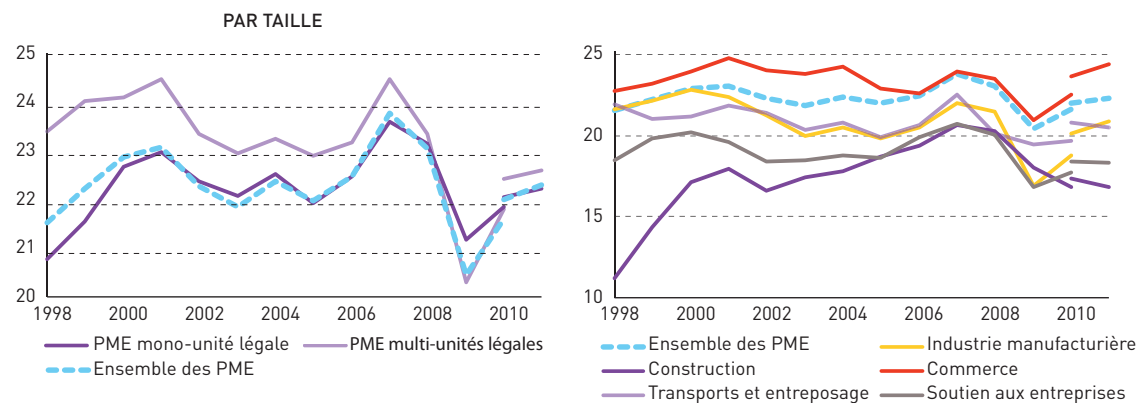 PAR TAILLE
25
24
23
22
21
20
1998 2000 2002 2004 2006 2008 2010
PME mono-unité légale PME multi-unités légales
Ensemble des PME
25
20
15
10
1998 2000 2002 2004 2006 2008 2010
Ensemble des PME Industrie manufacturière
Construction Commerce
Transports et entreposage Soutien aux entreprises